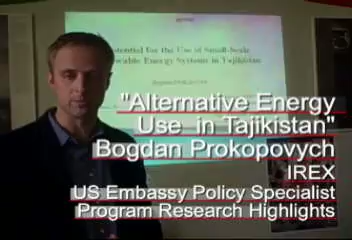 otential for the Use of Small-Scale
ewable Energy Systems in Tajikistan
"Alternative Energy
Use in Tajikistan"
Bogdan Prokopovych
IREX
US Embassy Policy Specialist
Program Research Highlights